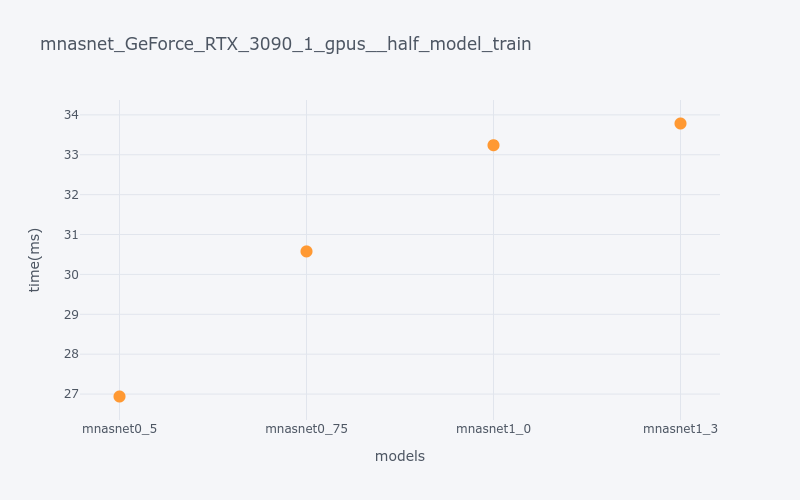 mnasnet_GeForce_RTX_3090_1_gpus__half_model_train
34
33
32
31
30
29
28
27
time(ms)
mnasnet0_5
mnasnet0_75
mnasnet1_0
mnasnet1_3
models